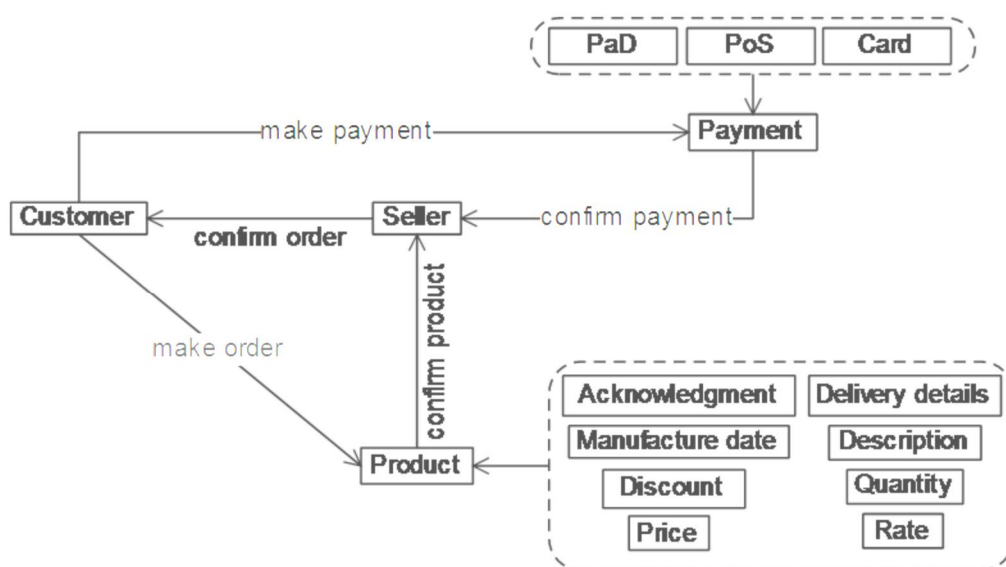 PaD PoS Card
make payment Payment
Customer Seller confirm payment
confirm order
confirm product
make order
Acknowledgment Delivery details
Manufacture date Description
Product
Discount Quantity
Price Rate